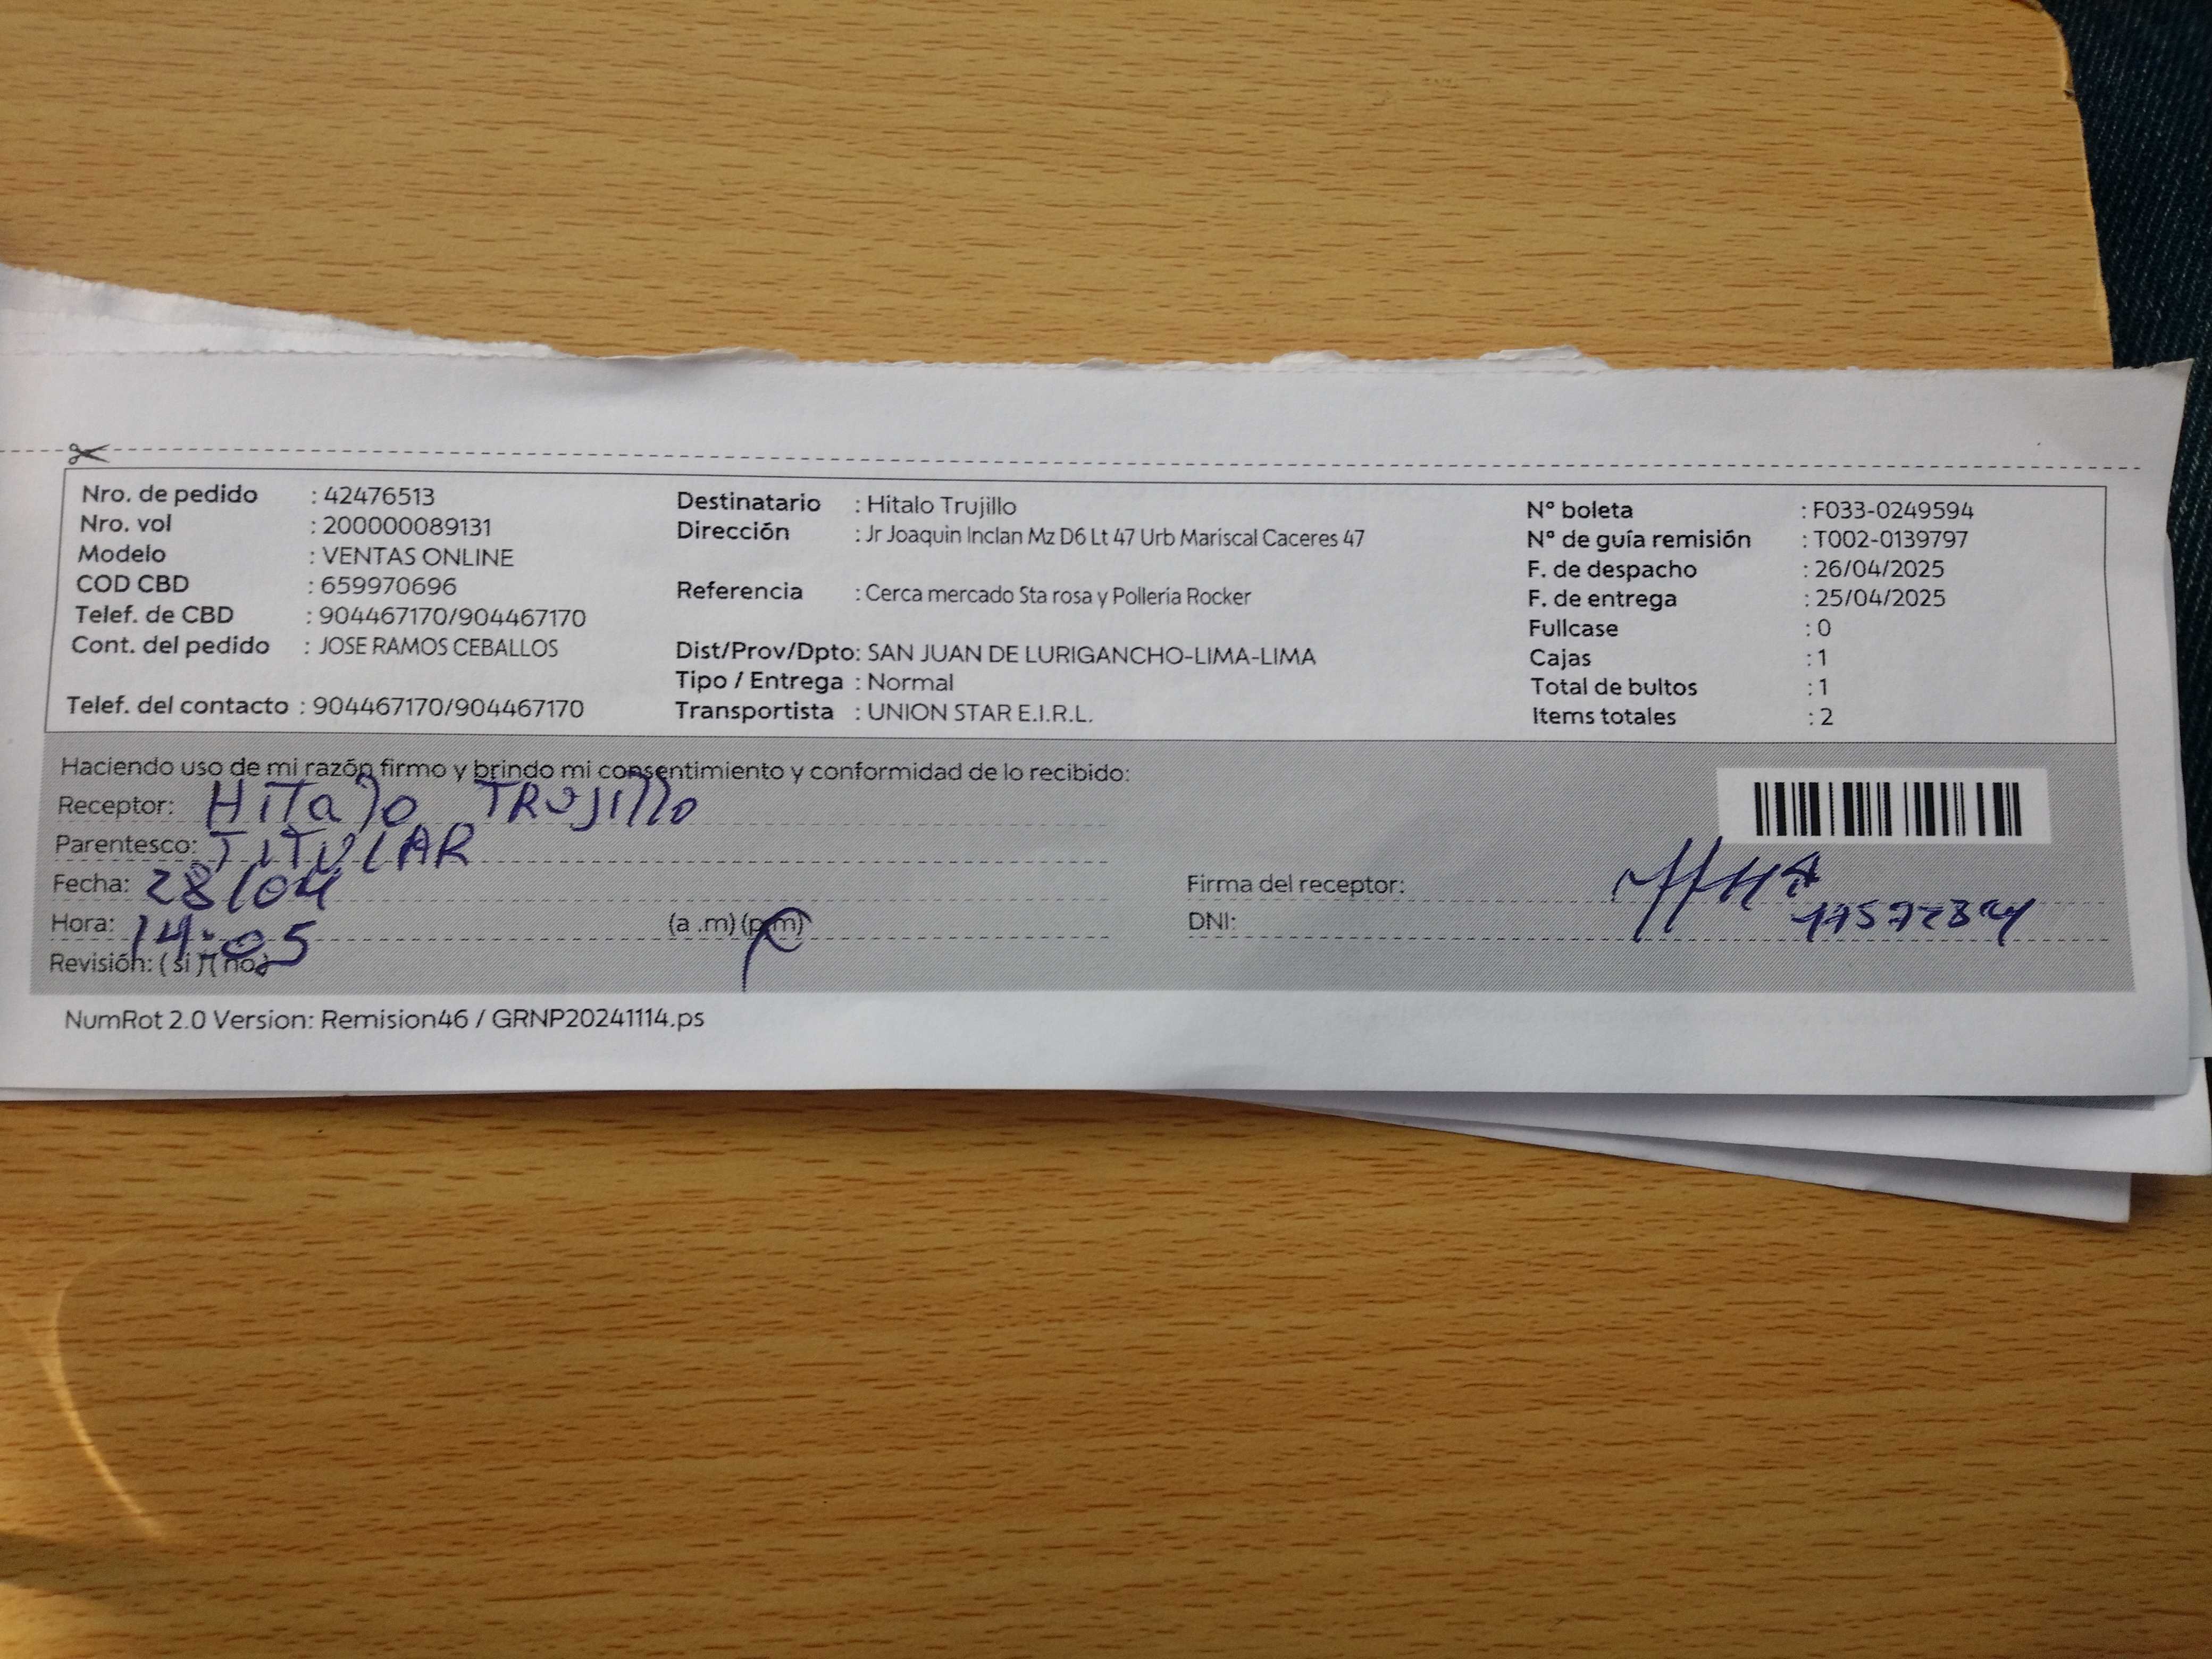 Nro. de pedido : 42476513
Nro. vol : 200000089131
Modelo : VENTAS ONLINE
COD CBD : 659970696
Telef. de CBD : 904467170/904467170
Cont. del pedido : JOSE RAMOS CEBALLOS
Telef. del contacto : 904467170/904467170
Destinatario : Hitalo Trujillo
Dirección : Jr Joaquin Inclan Mz D6 Lt 47 Urb Mariscal Caceres 47
Referencia : Cerca mercado Sta rosa y Polleria Rocker
Dist/Prov/Dpto: SAN JUAN DE LURIGANCHO-LIMA-LIMA
Tipo / Entrega : Normal
Transportista : UNION STAR E.I.R.L.
N° boleta : F033-0249594
N° de guía remisión : T002-0139797
F. de despacho : 26/04/2025
F. de entrega : 25/04/2025
Fullcase : 0
Cajas : 1
Total de bultos : 1
Items totales : 2
Haciendo uso de mi razón firmo y brindo mi consentimiento y conformidad de lo recibido:
Receptor: HiTalo TRujillo
Parentesco: TITULAR
Fecha: 28/04
Hora: 14:05 (a .m) (p.m)
Revisión: ( si ) ( no )
Firma del receptor:
DNI:
NumRot 2.0 Version: Remision46 / GRNP20241114.ps